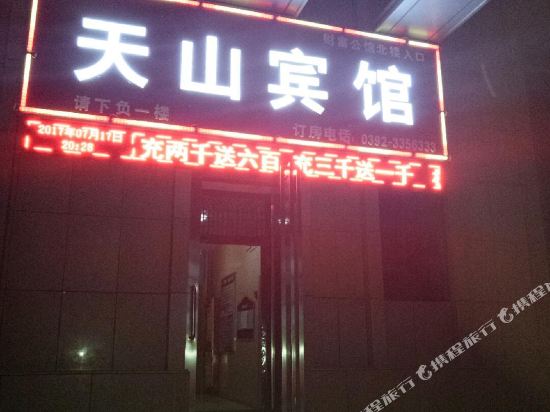 财富公馆北楼入口
天山宾馆
请下负一楼
订房电话:0392-3356333
2017年07月17日
20:28
充两千送六百 充三千送一千
携程旅行
携程旅行